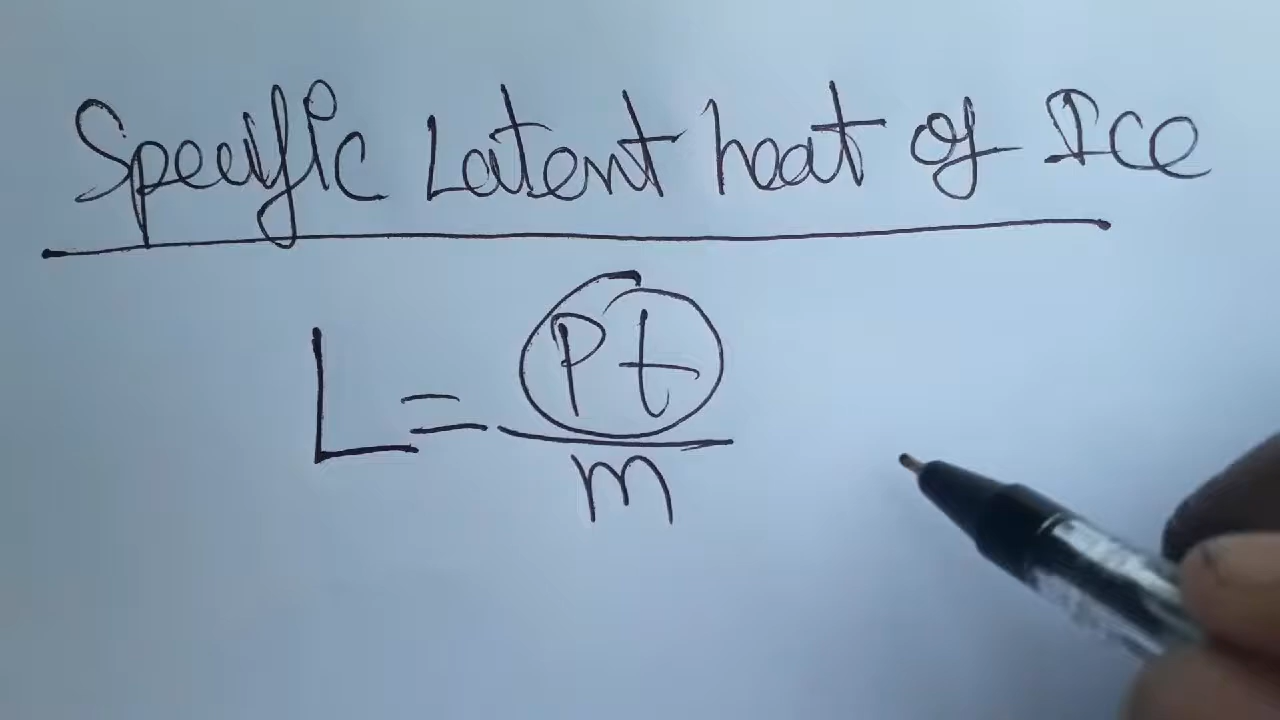 Specific Latent heat of Ice
L = Pt / m